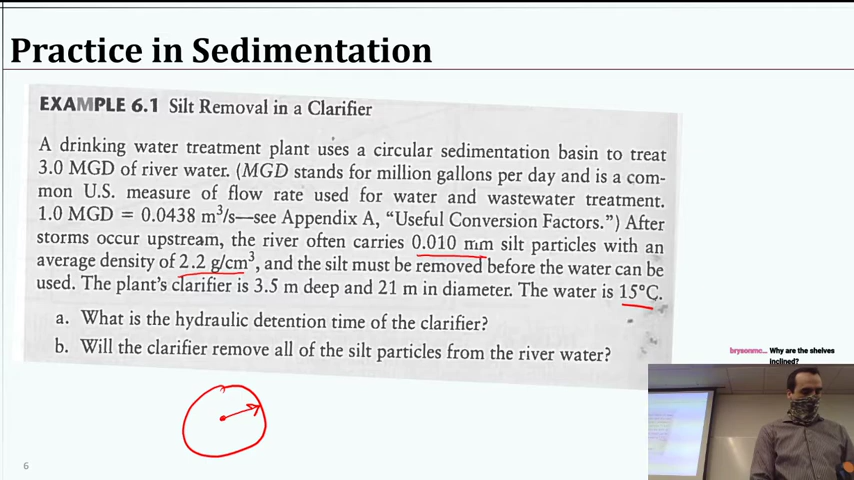 Practice in Sedimentation
EXAMPLE 6.1 Silt Removal in a Clarifier
A drinking water treatment plant uses a circular sedimentation basin to treat
3.0 MGD of river water. (MGD stands for million gallons per day and is a com-
mon U.S. measure of flow rate used for water and wastewater treatment.
1.0 MGD = 0.0438 m³/s—see Appendix A, “Useful Conversion Factors.”) After
storms occur upstream, the river often carries 0.010 mm silt particles with an
average density of 2.2 g/cm³, and the silt must be removed before the water can be
used. The plant’s clarifier is 3.5 m deep and 21 m in diameter. The water is 15°C.
a. What is the hydraulic detention time of the clarifier?
b. Will the clarifier remove all of the silt particles from the river water?
brysonmc... Why are the shelves
inclined?
6